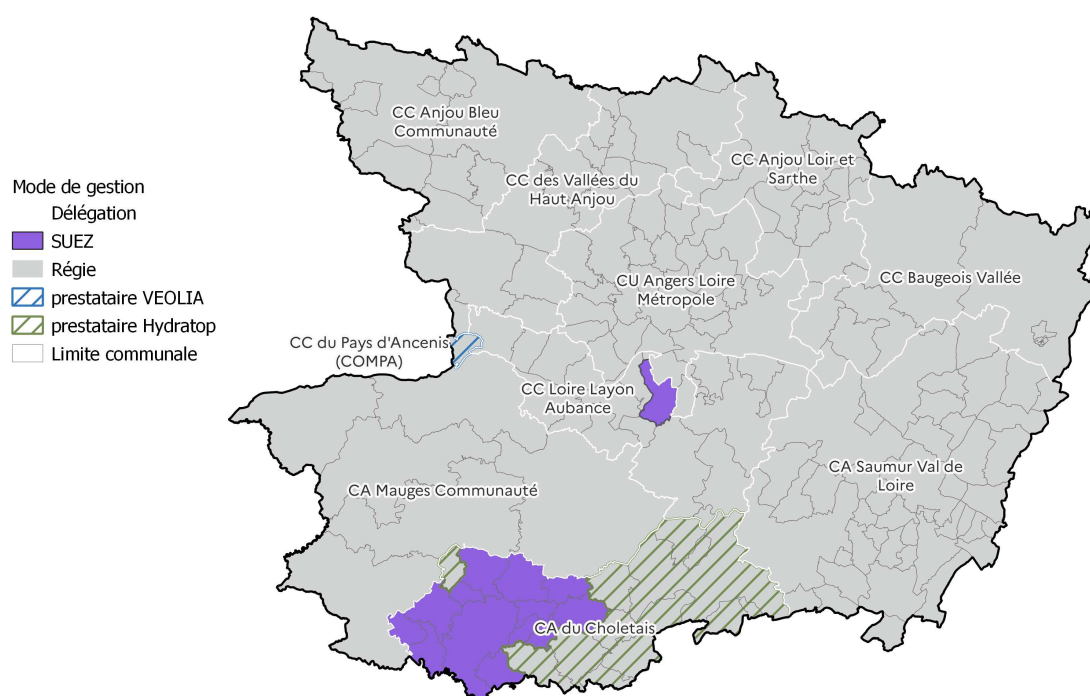 Mode de gestion
Délégation
SUEZ
Régie
prestataire VEOLIA
prestataire Hydratop
Limite communale
CC Anjou Bleu
Communauté
CC des Vallées du
Haut Anjou
CC Anjou Loir et
Sarthe
CU Angers Loire
Métropole
CC Baugeois Vallée
CC du Pays d'Ancenis
(COMPA)
CC Loire Layon
Aubance
CA Mauges Communauté
CA Saumur Val de
Loire
CA du Choletais